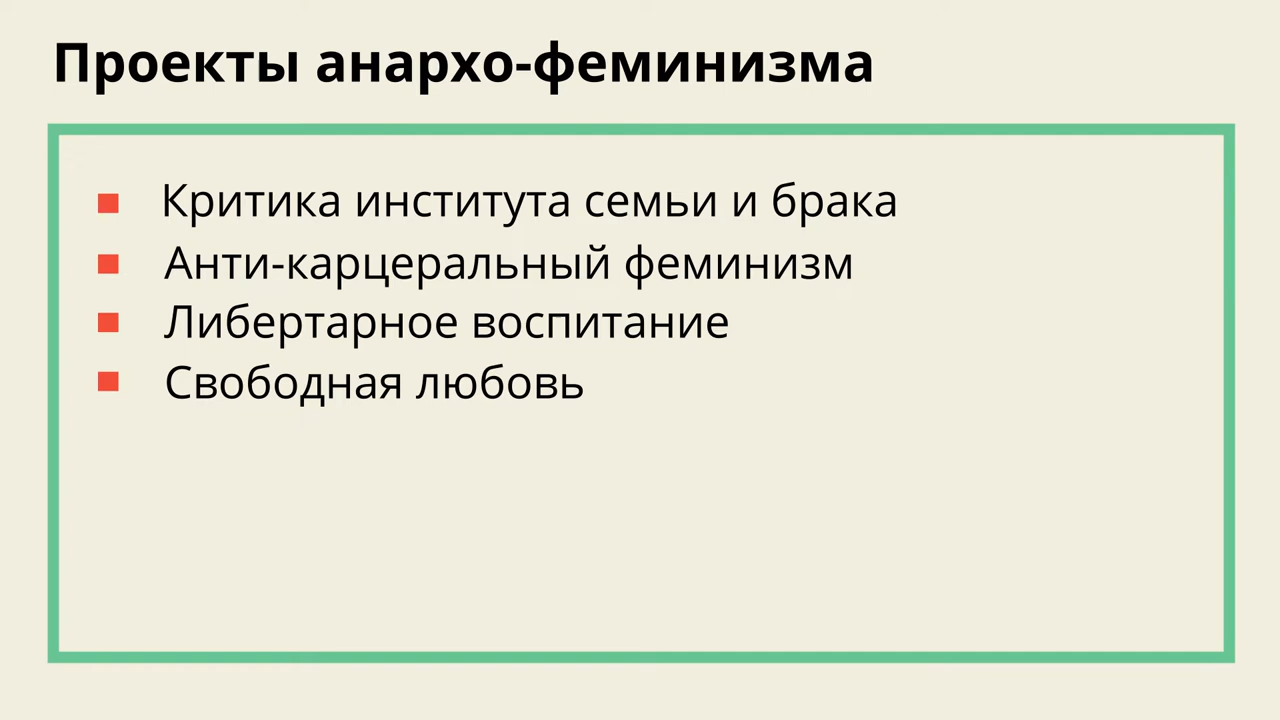 Проекты анархо-феминизма
Критика института семьи и брака
Анти-карцеральный феминизм
Либертарное воспитание
Свободная любовь